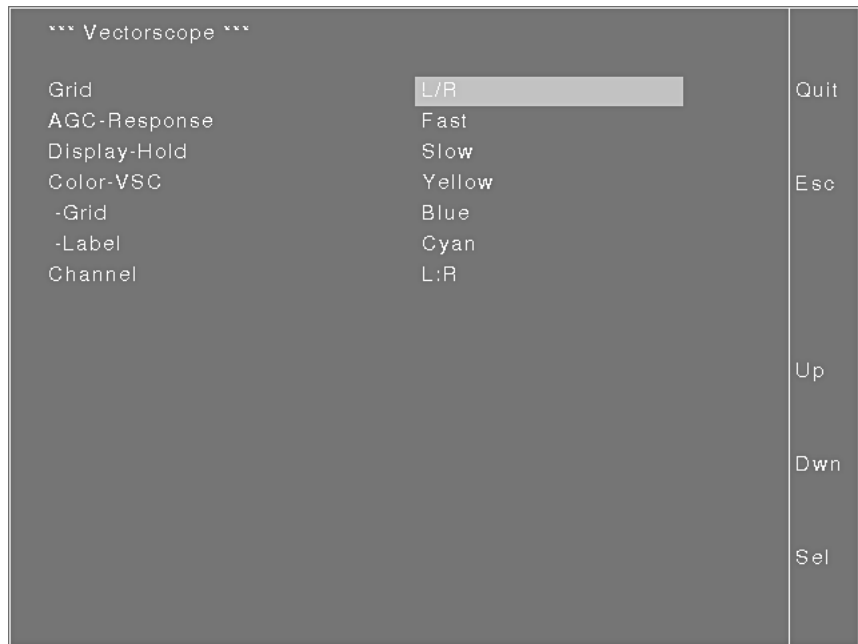 *** Vectorscope ***
Grid L/R
AGC-Response Fast
Display-Hold Slow
Color-VSC Yellow
-Grid Blue
-Label Cyan
Channel L:R
Quit
Esc
Up
Dwn
Sel